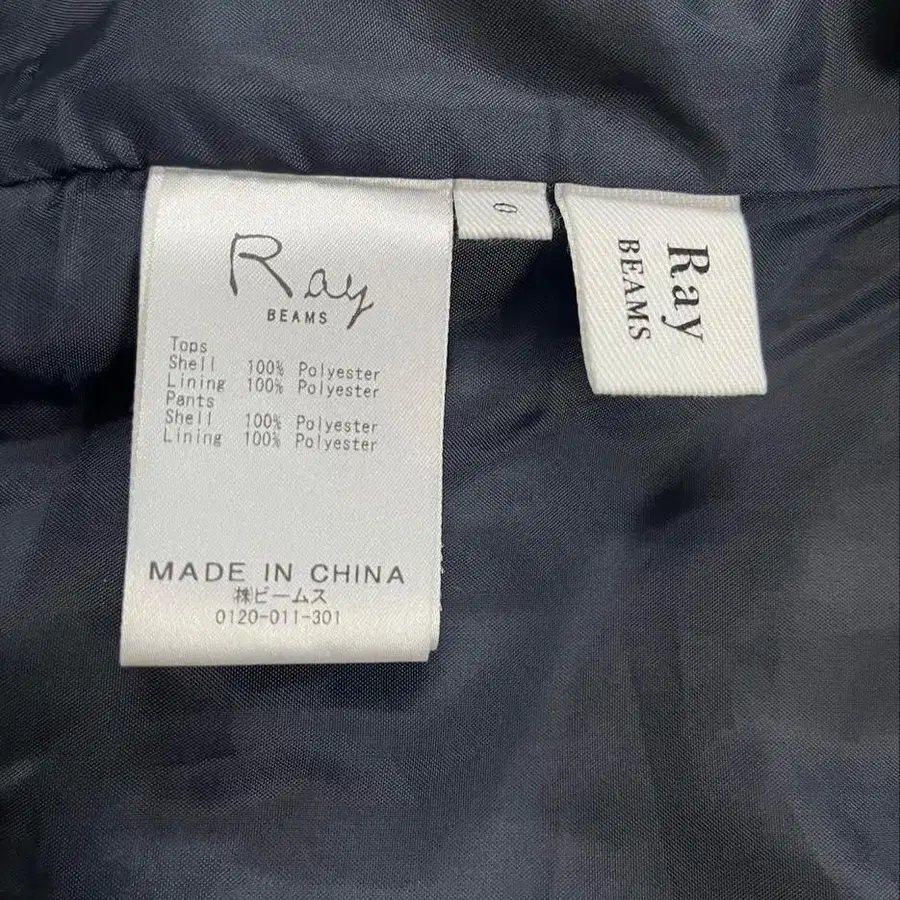 Ray
BEAMS
Tops
Shell 100% Polyester
Lining 100% Polyester
Pants
Shell 100% Polyester
Lining 100% Polyester
MADE IN CHINA
㈱ビームス
0120-011-301
0
Ray
BEAMS